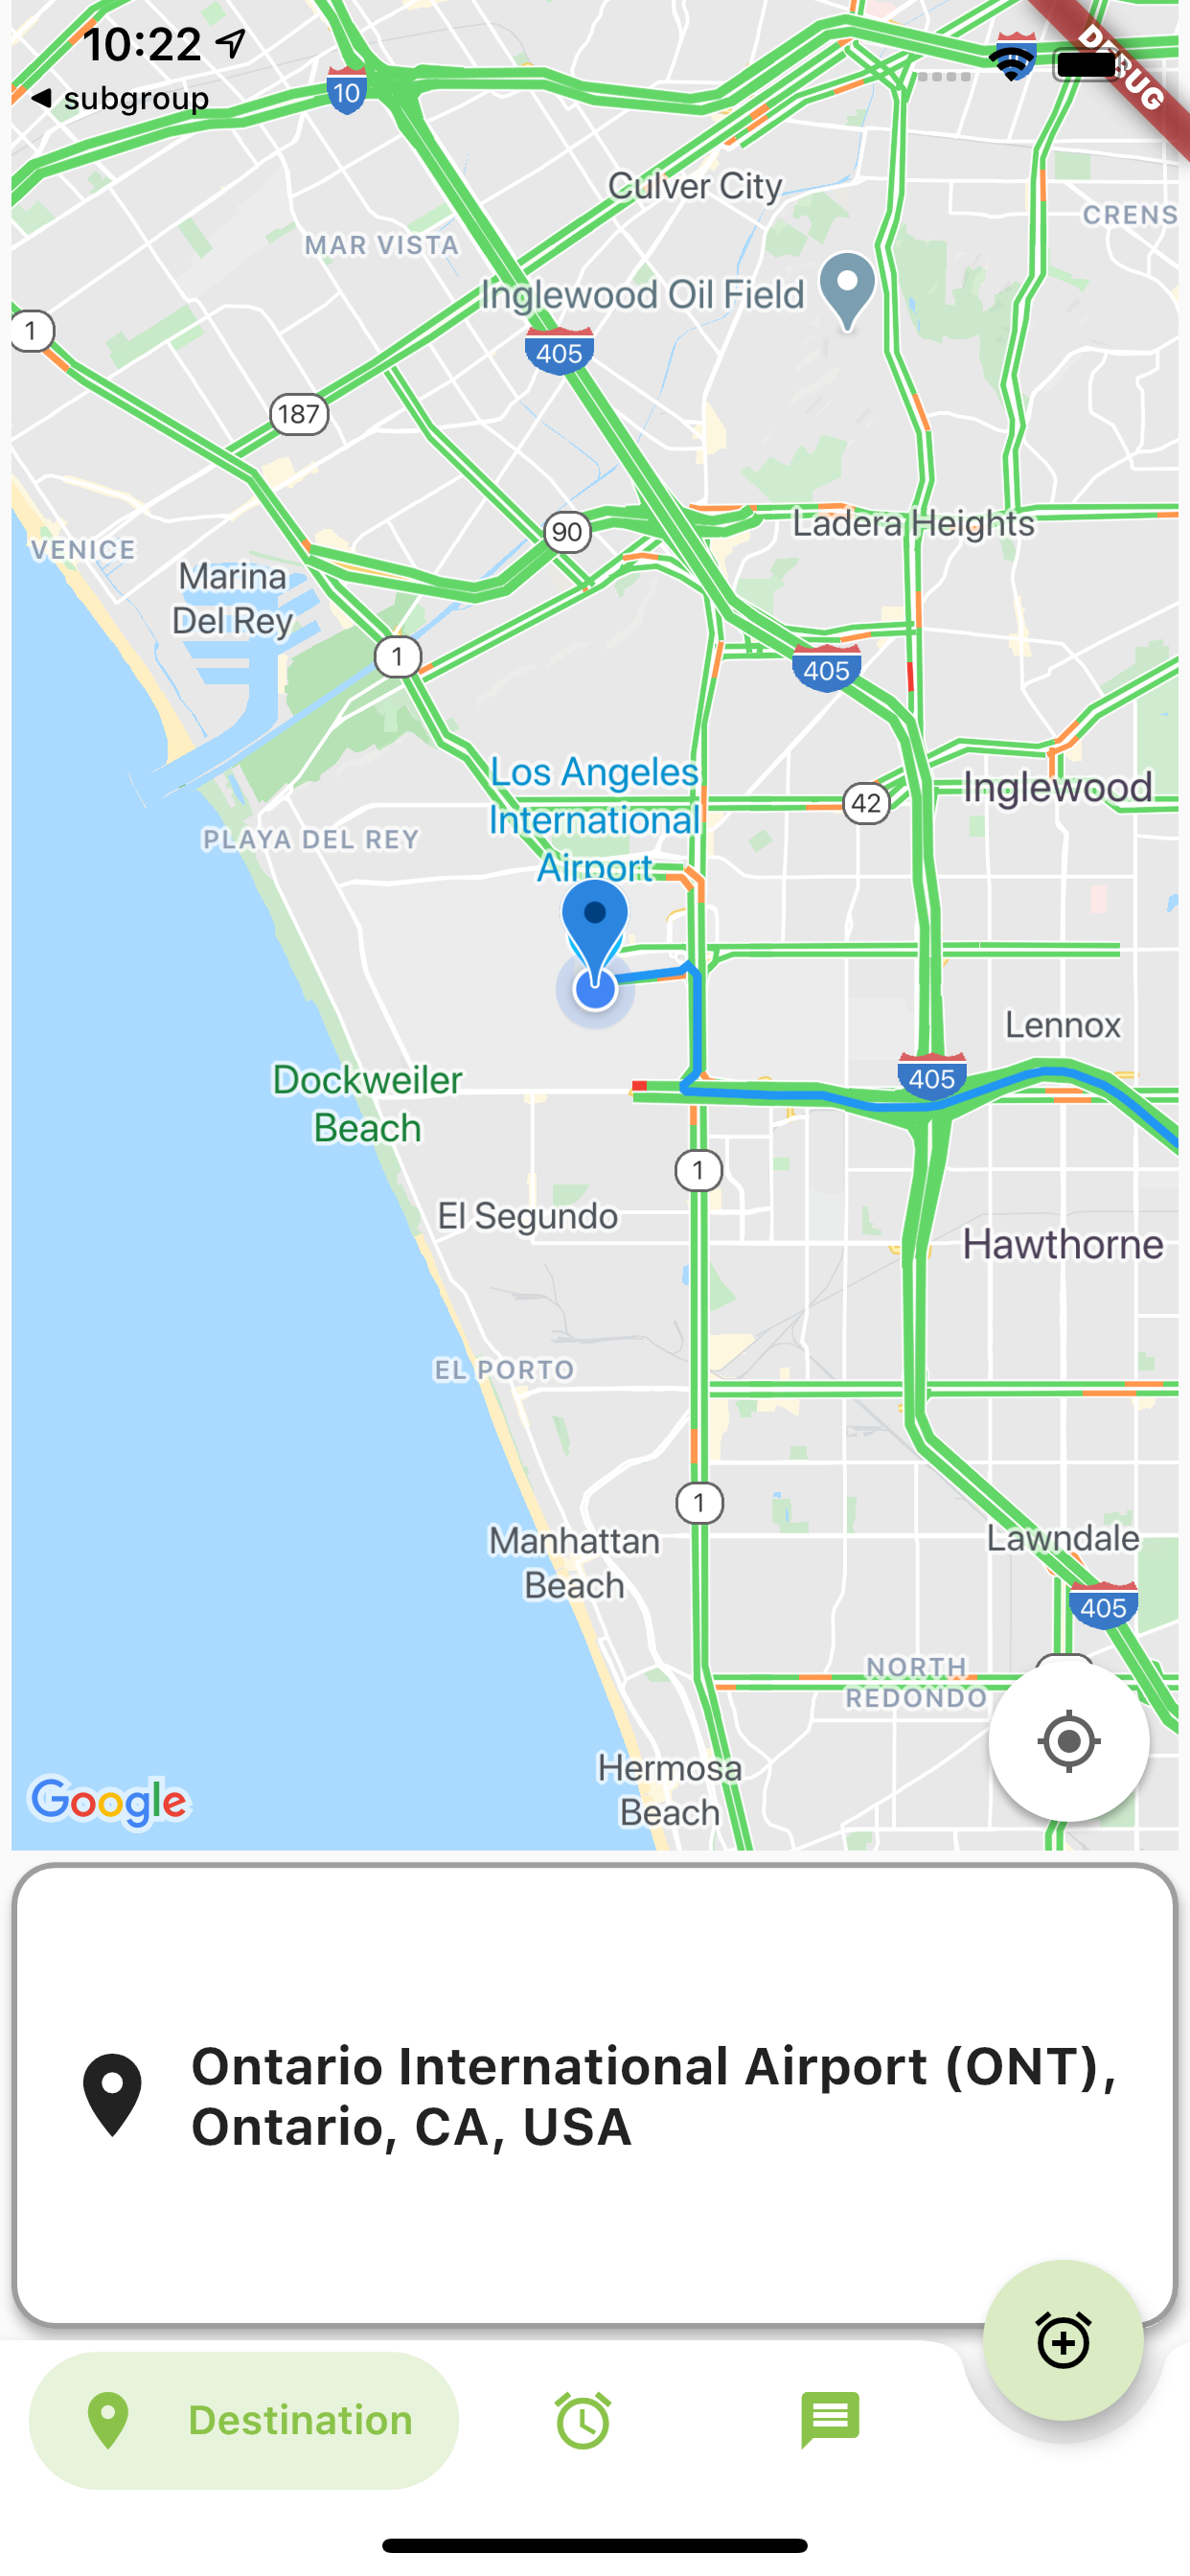 10:22
DEBUG
◀ subgroup
10
Culver City
CRENS
MAR VISTA
Inglewood Oil Field
1
405
187
90
Ladera Heights
VENICE
Marina
Del Rey
1
405
Los Angeles
International
Airport
42
Inglewood
PLAYA DEL REY
Lennox
405
Dockweiler
Beach
1
El Segundo
Hawthorne
EL PORTO
1
Manhattan
Beach
Lawndale
405
NORTH
REDONDO
Hermosa
Beach
Google
Ontario International Airport (ONT),
Ontario, CA, USA
Destination